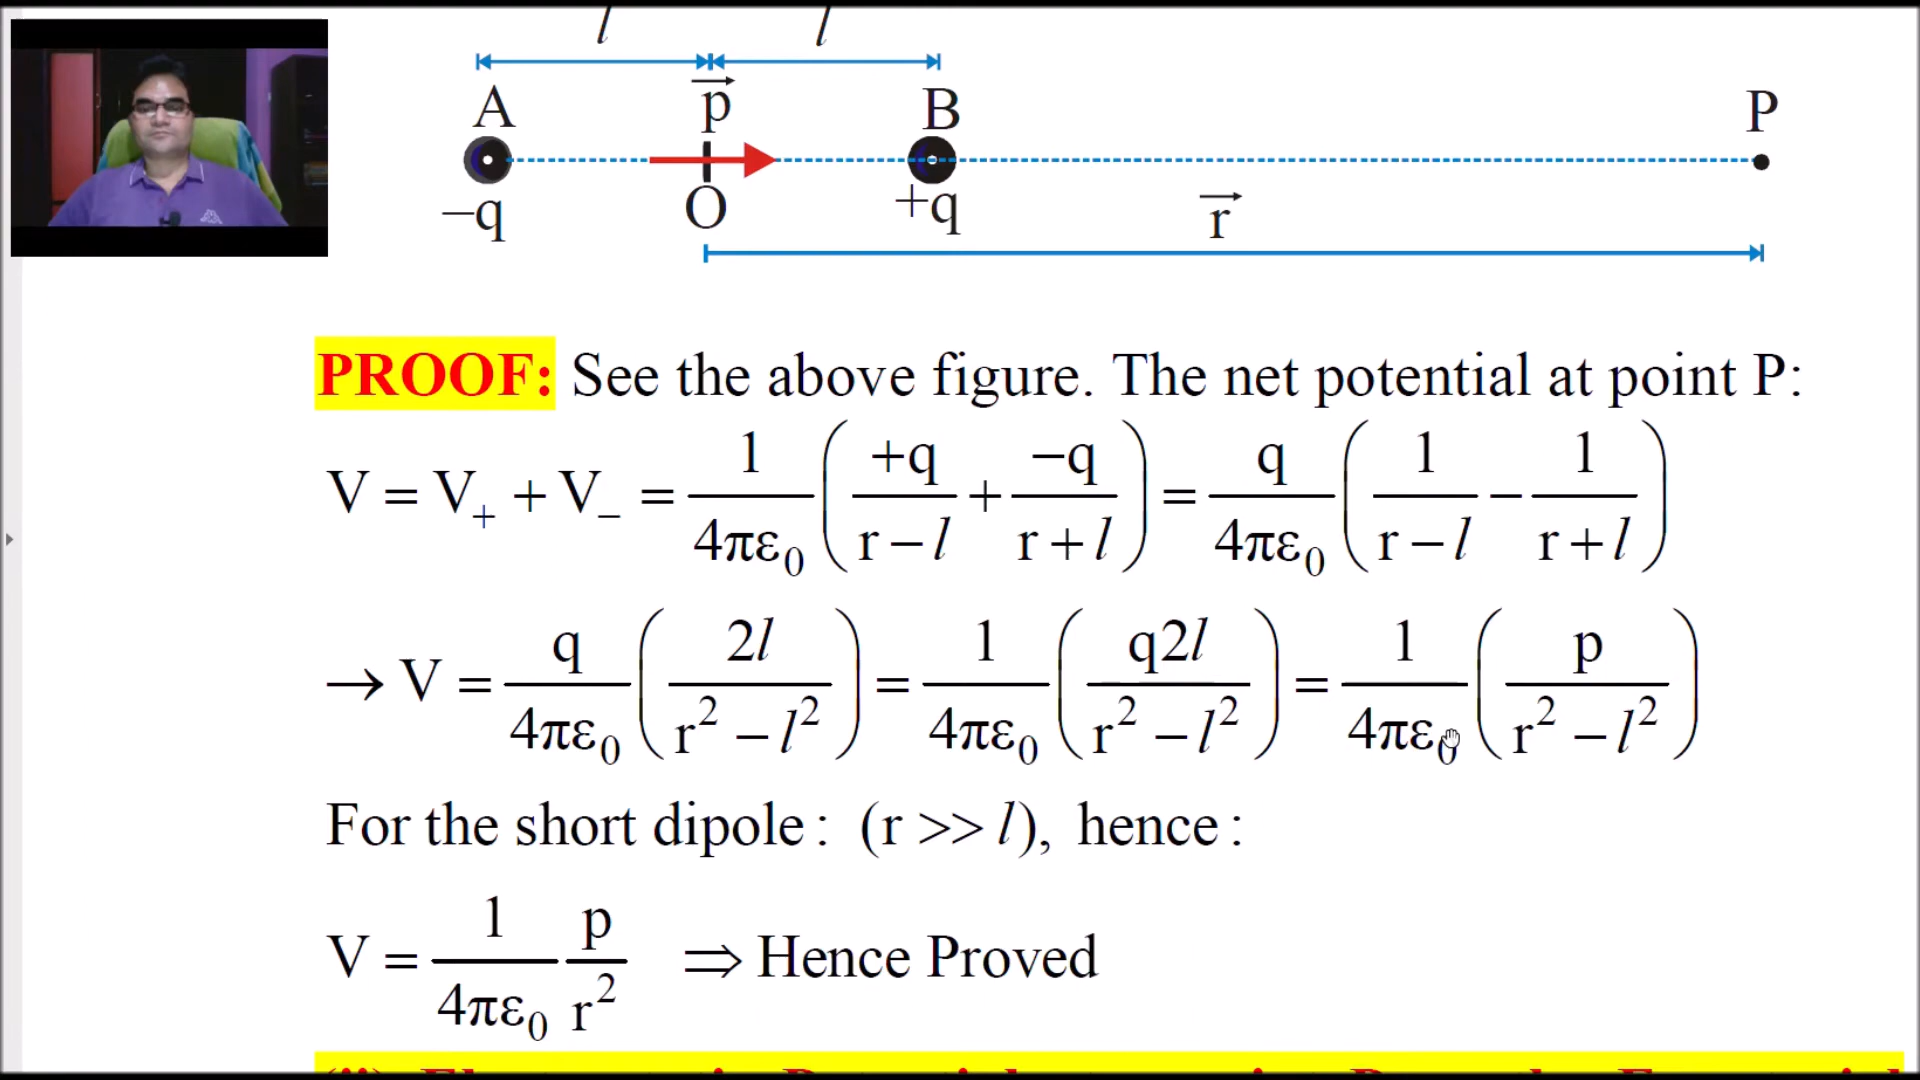 l l
p⃗
A B P
–q O +q
r⃗
PROOF: See the above figure. The net potential at point P:
V = V₊ + V₋ = 1/4πε₀ (+q/r – l + –q/r + l) = q/4πε₀ (1/r – l – 1/r + l)
→ V = q/4πε₀ (2l/r² – l²) = 1/4πε₀ (q2l/r² – l²) = 1/4πε₀ (p/r² – l²)
For the short dipole : (r >> l), hence :
V = 1/4πε₀ p/r² ⇒ Hence Proved